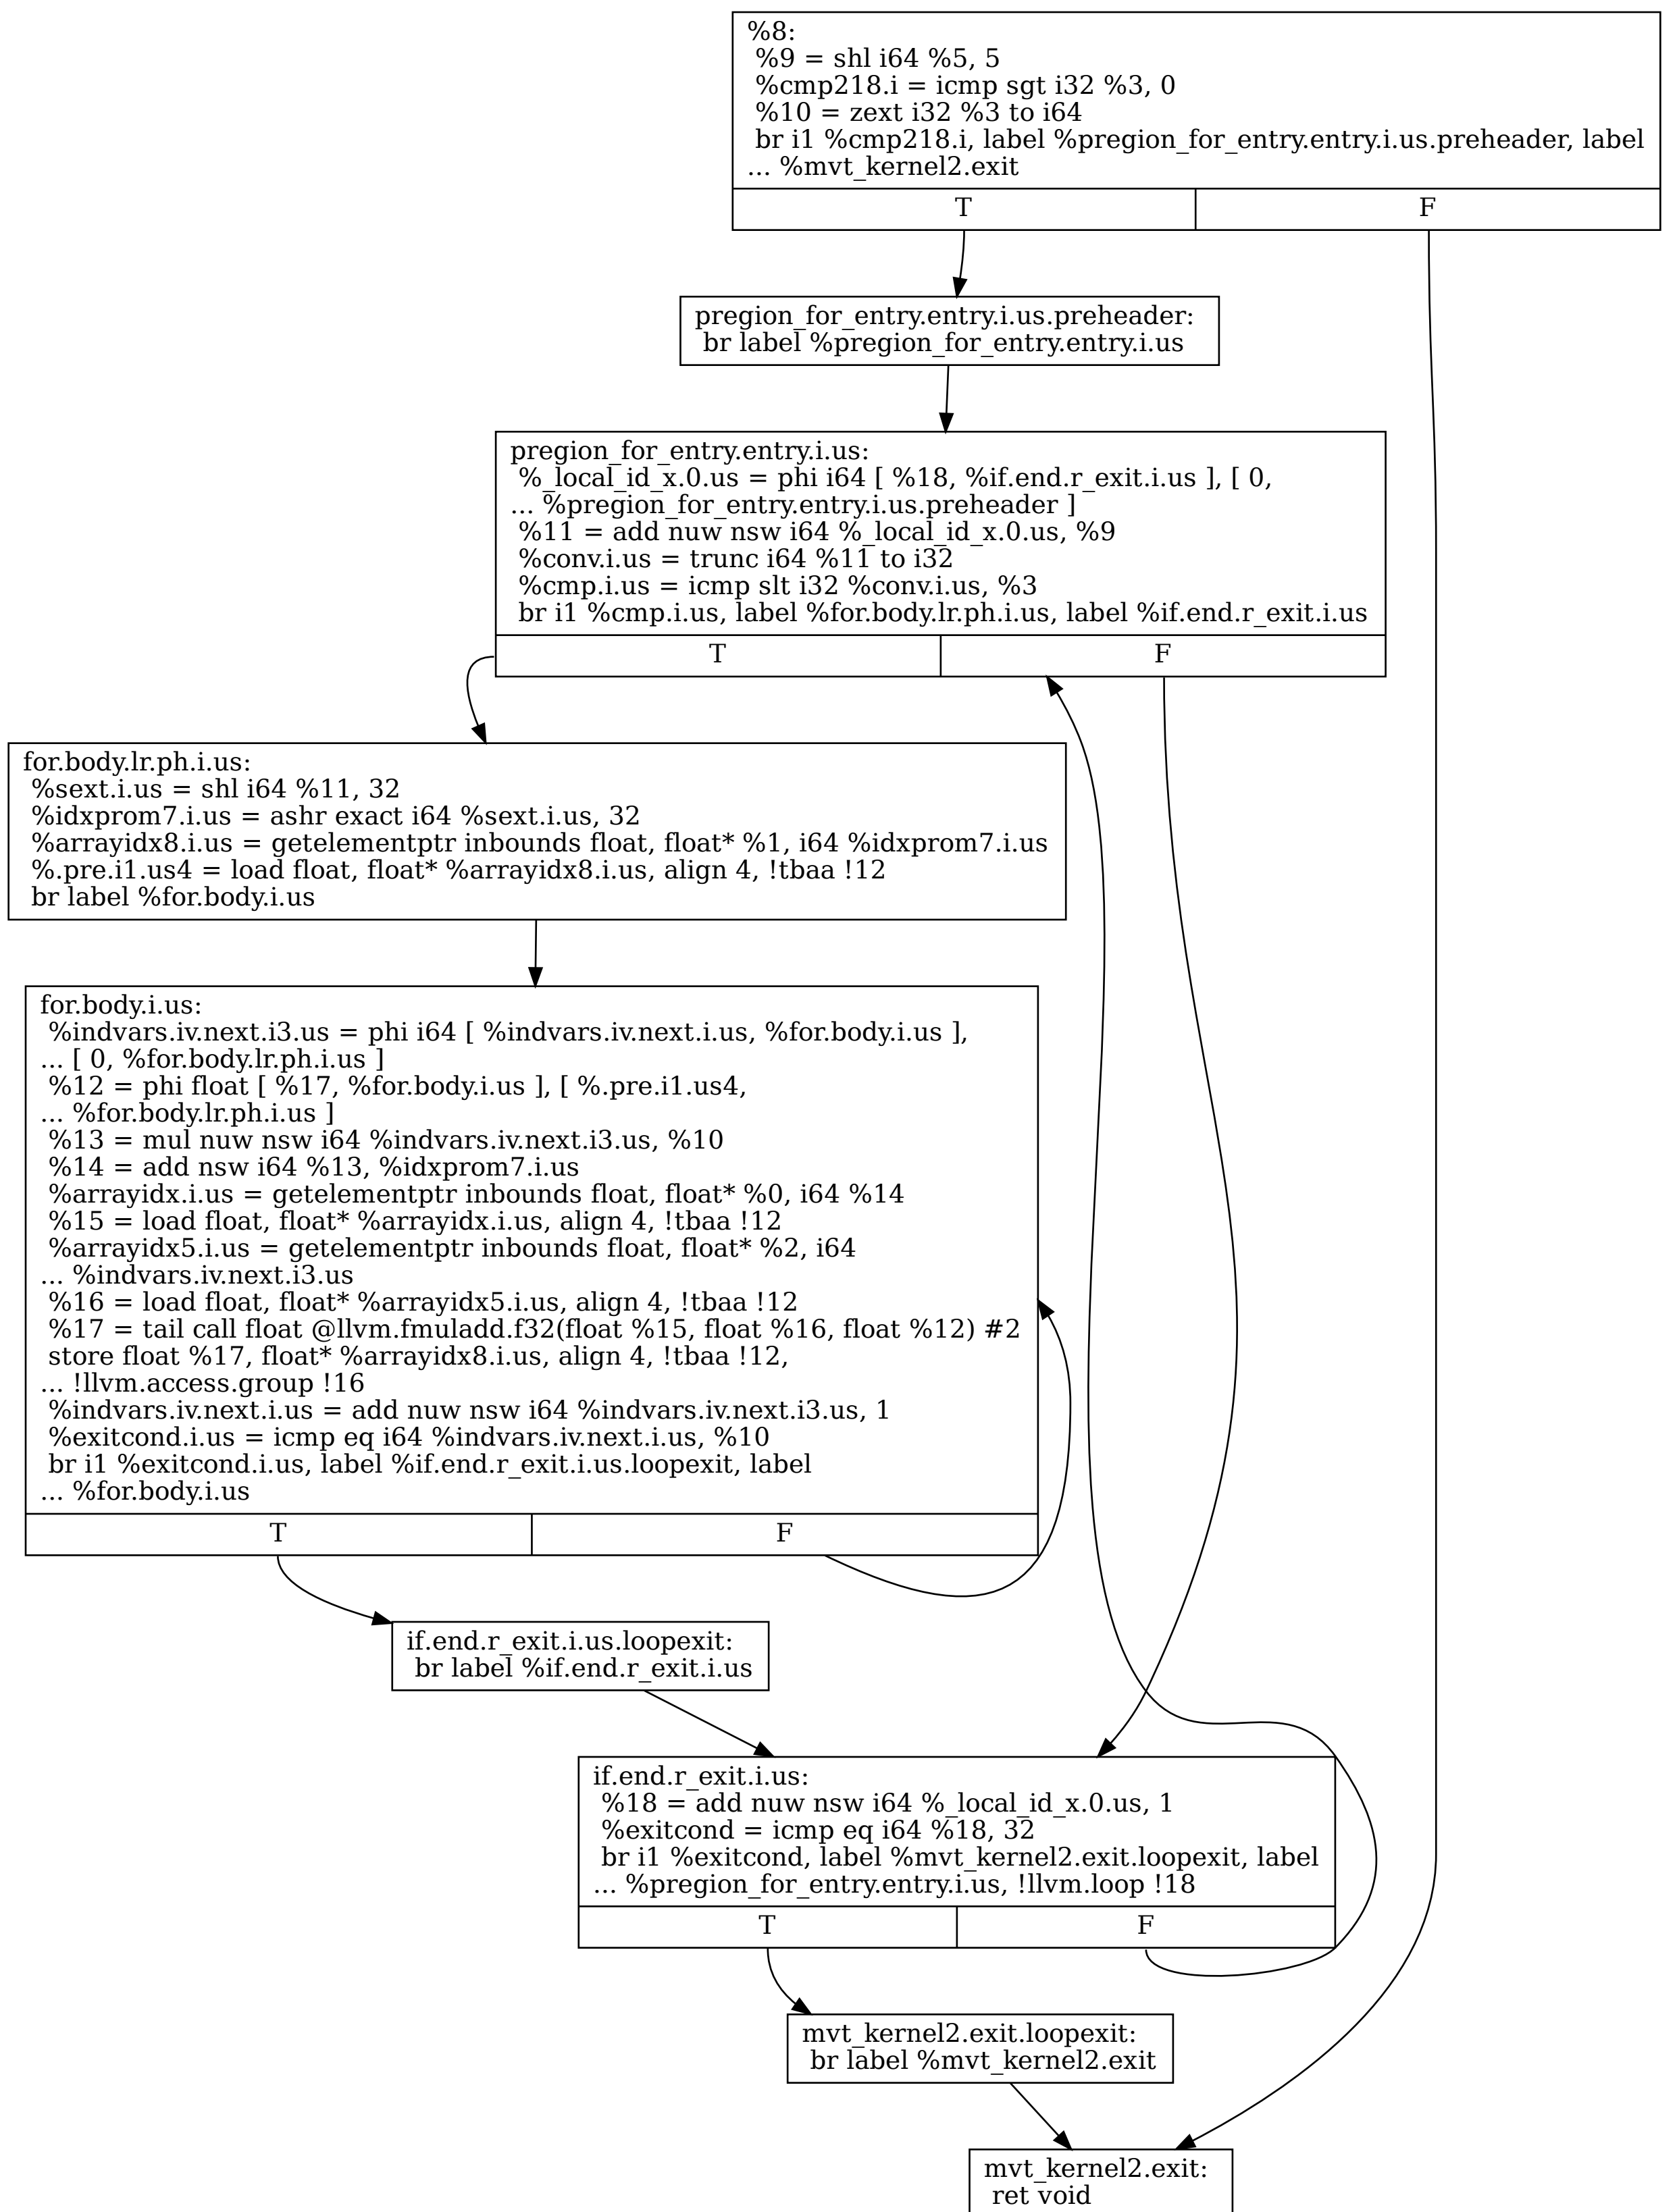 %8:
%9 = shl i64 %5, 5
%cmp218.i = icmp sgt i32 %3, 0
%10 = zext i32 %3 to i64
br i1 %cmp218.i, label %pregion_for_entry.entry.i.us.preheader, label
... %mvt_kernel2.exit
T
F
pregion_for_entry.entry.i.us.preheader:
br label %pregion_for_entry.entry.i.us
pregion_for_entry.entry.i.us:
%_local_id_x.0.us = phi i64 [ %18, %if.end.r_exit.i.us ], [ 0,
... %pregion_for_entry.entry.i.us.preheader ]
%11 = add nuw nsw i64 %_local_id_x.0.us, %9
%conv.i.us = trunc i64 %11 to i32
%cmp.i.us = icmp slt i32 %conv.i.us, %3
br i1 %cmp.i.us, label %for.body.lr.ph.i.us, label %if.end.r_exit.i.us
T
F
for.body.lr.ph.i.us:
%sext.i.us = shl i64 %11, 32
%idxprom7.i.us = ashr exact i64 %sext.i.us, 32
%arrayidx8.i.us = getelementptr inbounds float, float* %1, i64 %idxprom7.i.us
%.pre.i1.us4 = load float, float* %arrayidx8.i.us, align 4, !tbaa !12
br label %for.body.i.us
for.body.i.us:
%indvars.iv.next.i3.us = phi i64 [ %indvars.iv.next.i.us, %for.body.i.us ],
... [ 0, %for.body.lr.ph.i.us ]
%12 = phi float [ %17, %for.body.i.us ], [ %.pre.i1.us4,
... %for.body.lr.ph.i.us ]
%13 = mul nuw nsw i64 %indvars.iv.next.i3.us, %10
%14 = add nsw i64 %13, %idxprom7.i.us
%arrayidx.i.us = getelementptr inbounds float, float* %0, i64 %14
%15 = load float, float* %arrayidx.i.us, align 4, !tbaa !12
%arrayidx5.i.us = getelementptr inbounds float, float* %2, i64
... %indvars.iv.next.i3.us
%16 = load float, float* %arrayidx5.i.us, align 4, !tbaa !12
%17 = tail call float @llvm.fmuladd.f32(float %15, float %16, float %12) #2
store float %17, float* %arrayidx8.i.us, align 4, !tbaa !12,
... !llvm.access.group !16
%indvars.iv.next.i.us = add nuw nsw i64 %indvars.iv.next.i3.us, 1
%exitcond.i.us = icmp eq i64 %indvars.iv.next.i.us, %10
br i1 %exitcond.i.us, label %if.end.r_exit.i.us.loopexit, label
... %for.body.i.us
T
F
if.end.r_exit.i.us.loopexit:
br label %if.end.r_exit.i.us
if.end.r_exit.i.us:
%18 = add nuw nsw i64 %_local_id_x.0.us, 1
%exitcond = icmp eq i64 %18, 32
br i1 %exitcond, label %mvt_kernel2.exit.loopexit, label
... %pregion_for_entry.entry.i.us, !llvm.loop !18
T
F
mvt_kernel2.exit.loopexit:
br label %mvt_kernel2.exit
mvt_kernel2.exit:
ret void